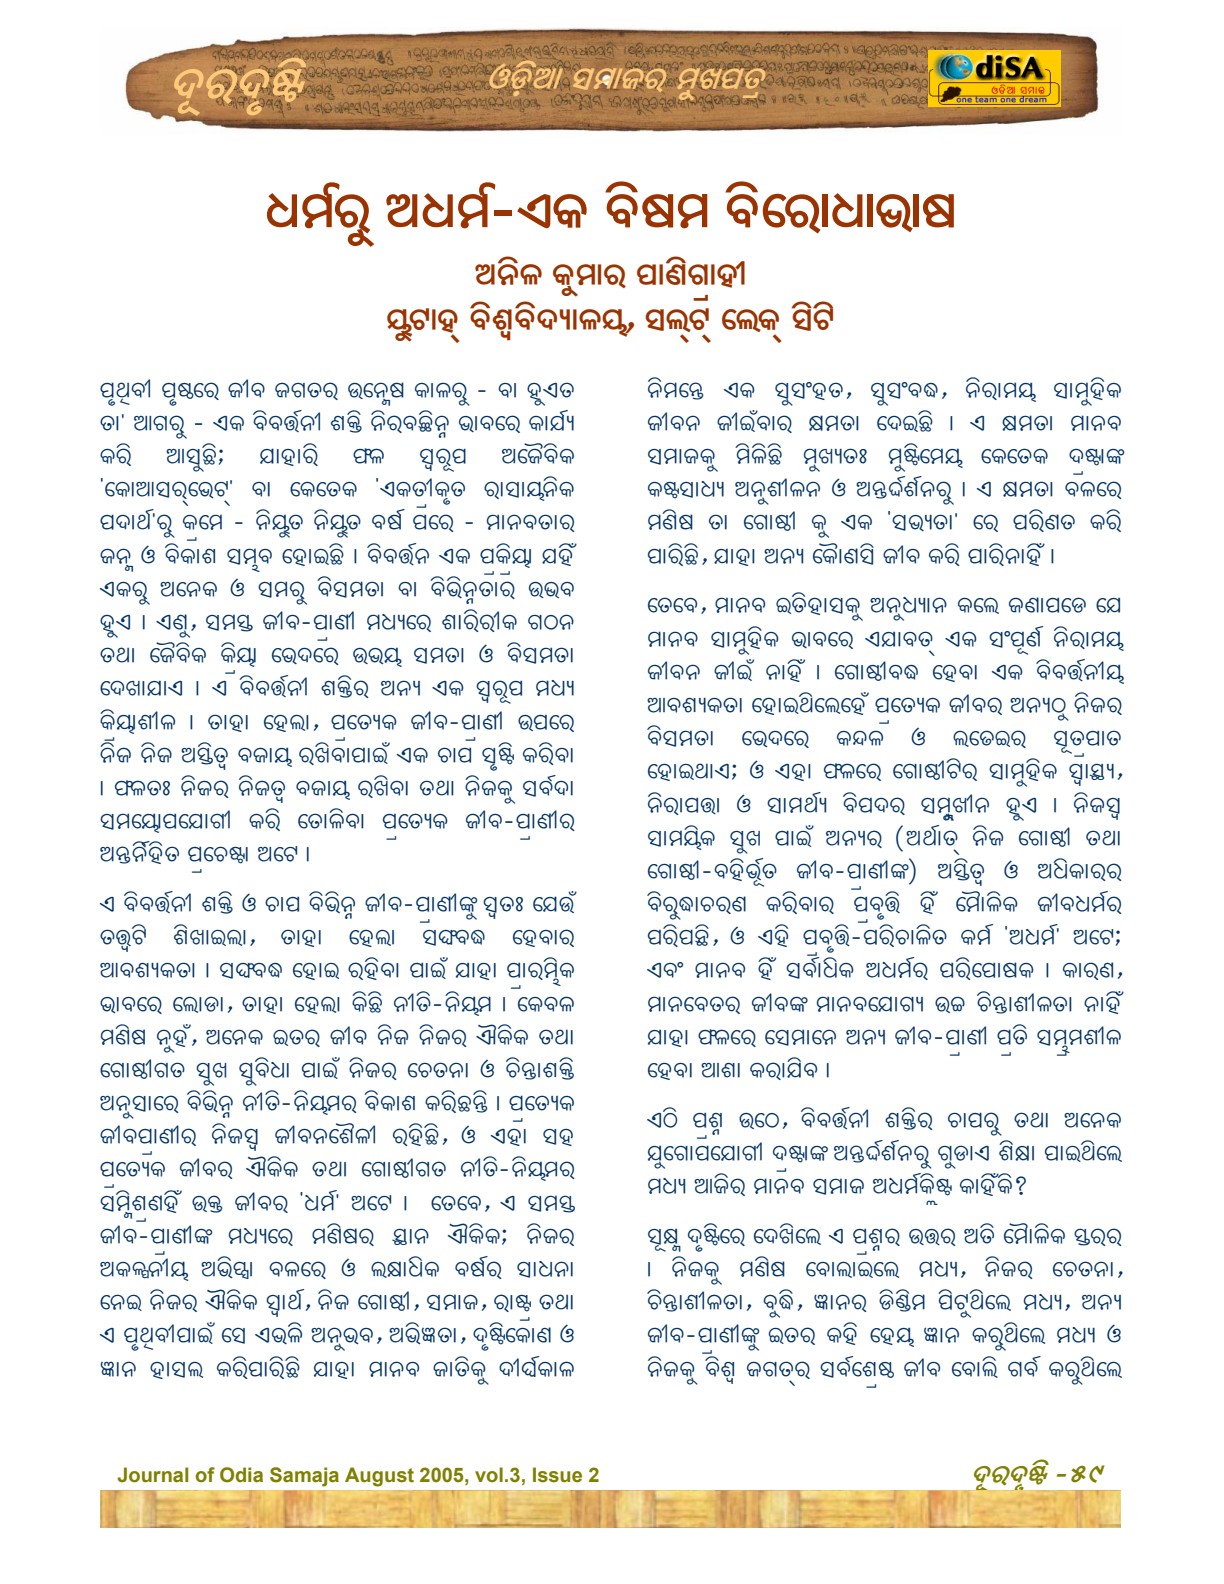 ଦୂରଦୃଷ୍ଟି
ଓଡ଼ିଆ ସମାଜର ମୁଖପତ୍ର
OdiSA
ଓଡ଼ିଆ ସମାଜ
one team one dream
ଧର୍ମରୁ ଅଧର୍ମ-ଏକ ବିଷମ ବିରୋଧାଭାଷ
ଅନିଳ କୁମାର ପାଣିଗ୍ରାହୀ
ୟୁଟାହ୍ ବିଶ୍ୱବିଦ୍ୟାଳୟ, ସଲ୍ଟ୍ ଲେକ୍ ସିଟି
ପୃଥିବୀ ପୃଷ୍ଠରେ ଜୀବ ଜଗତର ଉନ୍ମେଷ କାଳରୁ - ବା ହୁଏତ
ତା' ଆଗରୁ - ଏକ ବିବର୍ତ୍ତନୀ ଶକ୍ତି ନିରବଚ୍ଛିନ୍ନ ଭାବରେ କାର୍ଯ୍ୟ
କରି ଆସୁଛି; ଯାହାରି ଫଳ ସ୍ୱରୂପ ଅଜୈବିକ
'କୋଆସର୍‌ଭେଟ୍' ବା କେତେକ 'ଏକତ୍ରୀକୃତ ରାସାୟନିକ
ପଦାର୍ଥ'ରୁ କ୍ରମେ - ନିୟୁତ ନିୟୁତ ବର୍ଷ ପରେ - ମାନବତାର
ଜନ୍ମ ଓ ବିକାଶ ସମ୍ଭବ ହୋଇଛି । ବିବର୍ତ୍ତନ ଏକ ପ୍ରକ୍ରିୟା ଯହିଁ
ଏକରୁ ଅନେକ ଓ ସମରୁ ବିସମତା ବା ବିଭିନ୍ନତାର ଉଦ୍ଭବ
ହୁଏ । ଏଣୁ, ସମସ୍ତ ଜୀବ-ପ୍ରାଣୀ ମଧ୍ୟରେ ଶାରିରୀକ ଗଠନ
ତଥା ଜୈବିକ କ୍ରିୟା ଭେଦରେ ଉଭୟ ସମତା ଓ ବିସମତା
ଦେଖାଯାଏ । ଏ ବିବର୍ତ୍ତନୀ ଶକ୍ତିର ଅନ୍ୟ ଏକ ସ୍ୱରୂପ ମଧ୍ୟ
କ୍ରିୟାଶୀଳ । ତାହା ହେଲା, ପ୍ରତ୍ୟେକ ଜୀବ-ପ୍ରାଣୀ ଉପରେ
ନିଜ ନିଜ ଅସ୍ତିତ୍ୱ ବଜାୟ ରଖିବାପାଇଁ ଏକ ଚାପ ସୃଷ୍ଟି କରିବା
। ଫଳତଃ ନିଜର ନିଜତ୍ୱ ବଜାୟ ରଖିବା ତଥା ନିଜକୁ ସର୍ବଦା
ସମୟୋପଯୋଗୀ କରି ତୋଳିବା ପ୍ରତ୍ୟେକ ଜୀବ-ପ୍ରାଣୀର
ଅନ୍ତର୍ନିହିତ ପ୍ରଚେଷ୍ଟା ଅଟେ ।
ଏ ବିବର୍ତ୍ତନୀ ଶକ୍ତି ଓ ଚାପ ବିଭିନ୍ନ ଜୀବ-ପ୍ରାଣୀଙ୍କୁ ସ୍ୱତଃ ଯେଉଁ
ତତ୍ତ୍ୱଟି ଶିଖାଇଲା, ତାହା ହେଲା ସଙ୍ଘବଦ୍ଧ ହେବାର
ଆବଶ୍ୟକତା । ସଙ୍ଘବଦ୍ଧ ହୋଇ ରହିବା ପାଇଁ ଯାହା ପ୍ରାରମ୍ଭିକ
ଭାବରେ ଲୋଡା, ତାହା ହେଲା କିଛି ନୀତି-ନିୟମ । କେବଳ
ମଣିଷ ନୁହଁ, ଅନେକ ଇତର ଜୀବ ନିଜ ନିଜର ଐକିକ ତଥା
ଗୋଷ୍ଠୀଗତ ସୁଖ ସୁବିଧା ପାଇଁ ନିଜର ଚେତନା ଓ ଚିନ୍ତାଶକ୍ତି
ଅନୁସାରେ ବିଭିନ୍ନ ନୀତି-ନିୟମର ବିକାଶ କରିଛନ୍ତି । ପ୍ରତ୍ୟେକ
ଜୀବପ୍ରାଣୀର ନିଜସ୍ୱ ଜୀବନଶୈଳୀ ରହିଛି, ଓ ଏହା ସହ
ପ୍ରତ୍ୟେକ ଜୀବର ଐକିକ ତଥା ଗୋଷ୍ଠୀଗତ ନୀତି-ନିୟମର
ସମ୍ମିଶ୍ରଣହିଁ ଉକ୍ତ ଜୀବର 'ଧର୍ମ' ଅଟେ । ତେବେ, ଏ ସମସ୍ତ
ଜୀବ-ପ୍ରାଣୀଙ୍କ ମଧ୍ୟରେ ମଣିଷର ସ୍ଥାନ ଐକିକ; ନିଜର
ଅକଳ୍ପନୀୟ ଅଭିପ୍ସା ବଳରେ ଓ ଲକ୍ଷାଧିକ ବର୍ଷର ସାଧନା
ନେଇ ନିଜର ଐକିକ ସ୍ୱାର୍ଥ, ନିଜ ଗୋଷ୍ଠୀ, ସମାଜ, ରାଷ୍ଟ୍ର ତଥା
ଏ ପୃଥିବୀପାଇଁ ସେ ଏଭଳି ଅନୁଭବ, ଅଭିଜ୍ଞତା, ଦୃଷ୍ଟିକୋଣ ଓ
ଜ୍ଞାନ ହାସଲ କରିପାରିଛି ଯାହା ମାନବ ଜାତିକୁ ଦୀର୍ଘକାଳ
ନିମନ୍ତେ ଏକ ସୁସଂହତ, ସୁସଂବଦ୍ଧ, ନିରାମୟ ସାମୁହିକ
ଜୀବନ ଜୀଇଁବାର କ୍ଷମତା ଦେଇଛି । ଏ କ୍ଷମତା ମାନବ
ସମାଜକୁ ମିଳିଛି ମୁଖ୍ୟତଃ ମୁଷ୍ଟିମେୟ କେତେକ ଦ୍ରଷ୍ଟାଙ୍କ
କଷ୍ଟସାଧ୍ୟ ଅନୁଶୀଳନ ଓ ଅନ୍ତର୍ଦ୍ଦର୍ଶନରୁ । ଏ କ୍ଷମତା ବଳରେ
ମଣିଷ ତା ଗୋଷ୍ଠୀ କୁ ଏକ 'ସଭ୍ୟତା' ରେ ପରିଣତ କରି
ପାରିଛି, ଯାହା ଅନ୍ୟ କୌଣସି ଜୀବ କରି ପାରିନାହିଁ ।
ତେବେ, ମାନବ ଇତିହାସକୁ ଅନୁଧ୍ୟାନ କଲେ ଜଣାପଡେ ଯେ
ମାନବ ସାମୁହିକ ଭାବରେ ଏଯାବତ୍ ଏକ ସଂପୂର୍ଣ ନିରାମୟ
ଜୀବନ ଜୀଇଁ ନାହିଁ । ଗୋଷ୍ଠୀବଦ୍ଧ ହେବା ଏକ ବିବର୍ତ୍ତନୀୟ
ଆବଶ୍ୟକତା ହୋଇଥିଲେହେଁ ପ୍ରତ୍ୟେକ ଜୀବର ଅନ୍ୟଠୁ ନିଜର
ବିସମତା ଭେଦରେ କନ୍ଦଳ ଓ ଲଢେଇର ସୂତ୍ରପାତ
ହୋଇଥାଏ; ଓ ଏହା ଫଳରେ ଗୋଷ୍ଠୀଟିର ସାମୁହିକ ସ୍ୱାସ୍ଥ୍ୟ,
ନିରାପତ୍ତା ଓ ସାମର୍ଥ୍ୟ ବିପଦର ସମ୍ମୁଖୀନ ହୁଏ । ନିଜସ୍ୱ
ସାମୟିକ ସୁଖ ପାଇଁ ଅନ୍ୟର (ଅର୍ଥାତ୍ ନିଜ ଗୋଷ୍ଠୀ ତଥା
ଗୋଷ୍ଠୀ-ବହିର୍ଭୂତ ଜୀବ-ପ୍ରାଣୀଙ୍କ) ଅସ୍ତିତ୍ୱ ଓ ଅଧିକାରର
ବିରୁଦ୍ଧାଚରଣ କରିବାର ପ୍ରବୃତ୍ତି ହିଁ ମୌଳିକ ଜୀବଧର୍ମର
ପରିପନ୍ଥି, ଓ ଏହି ପ୍ରବୃତ୍ତି-ପରିଚାଳିତ କର୍ମ 'ଅଧର୍ମ' ଅଟେ;
ଏବଂ ମାନବ ହିଁ ସର୍ବାଧିକ ଅଧର୍ମର ପରିପୋଷକ । କାରଣ,
ମାନବେତର ଜୀବଙ୍କ ମାନବଯୋଗ୍ୟ ଉଚ୍ଚ ଚିନ୍ତାଶୀଳତା ନାହିଁ
ଯାହା ଫଳରେ ସେମାନେ ଅନ୍ୟ ଜୀବ-ପ୍ରାଣୀ ପ୍ରତି ସମ୍ଭ୍ରମଶୀଳ
ହେବା ଆଶା କରାଯିବ ।
ଏଠି ପ୍ରଶ୍ନ ଉଠେ, ବିବର୍ତ୍ତନୀ ଶକ୍ତିର ଚାପରୁ ତଥା ଅନେକ
ଯୁଗୋପଯୋଗୀ ଦ୍ରଷ୍ଟାଙ୍କ ଅନ୍ତର୍ଦ୍ଦର୍ଶନରୁ ଗୁଡାଏ ଶିକ୍ଷା ପାଇଥିଲେ
ମଧ୍ୟ ଆଜିର ମାନବ ସମାଜ ଅଧର୍ମକ୍ଲିଷ୍ଟ କାହିଁକି?
ସୂକ୍ଷ୍ମ ଦୃଷ୍ଟିରେ ଦେଖିଲେ ଏ ପ୍ରଶ୍ନର ଉତ୍ତର ଅତି ମୌଳିକ ସ୍ତରର
। ନିଜକୁ ମଣିଷ ବୋଲାଇଲେ ମଧ୍ୟ, ନିଜର ଚେତନା,
ଚିନ୍ତାଶୀଳତା, ବୁଦ୍ଧି, ଜ୍ଞାନର ଡିଣ୍ଡିମ ପିଟୁଥିଲେ ମଧ୍ୟ, ଅନ୍ୟ
ଜୀବ-ପ୍ରାଣୀଙ୍କୁ ଇତର କହି ହେୟ ଜ୍ଞାନ କରୁଥିଲେ ମଧ୍ୟ ଓ
ନିଜକୁ ବିଶ୍ୱ ଜଗତ୍‌ର ସର୍ବଶ୍ରେଷ୍ଠ ଜୀବ ବୋଲି ଗର୍ବ କରୁଥିଲେ
Journal of Odia Samaja August 2005, vol.3, Issue 2
ଦୂରଦୃଷ୍ଟି -୫୯